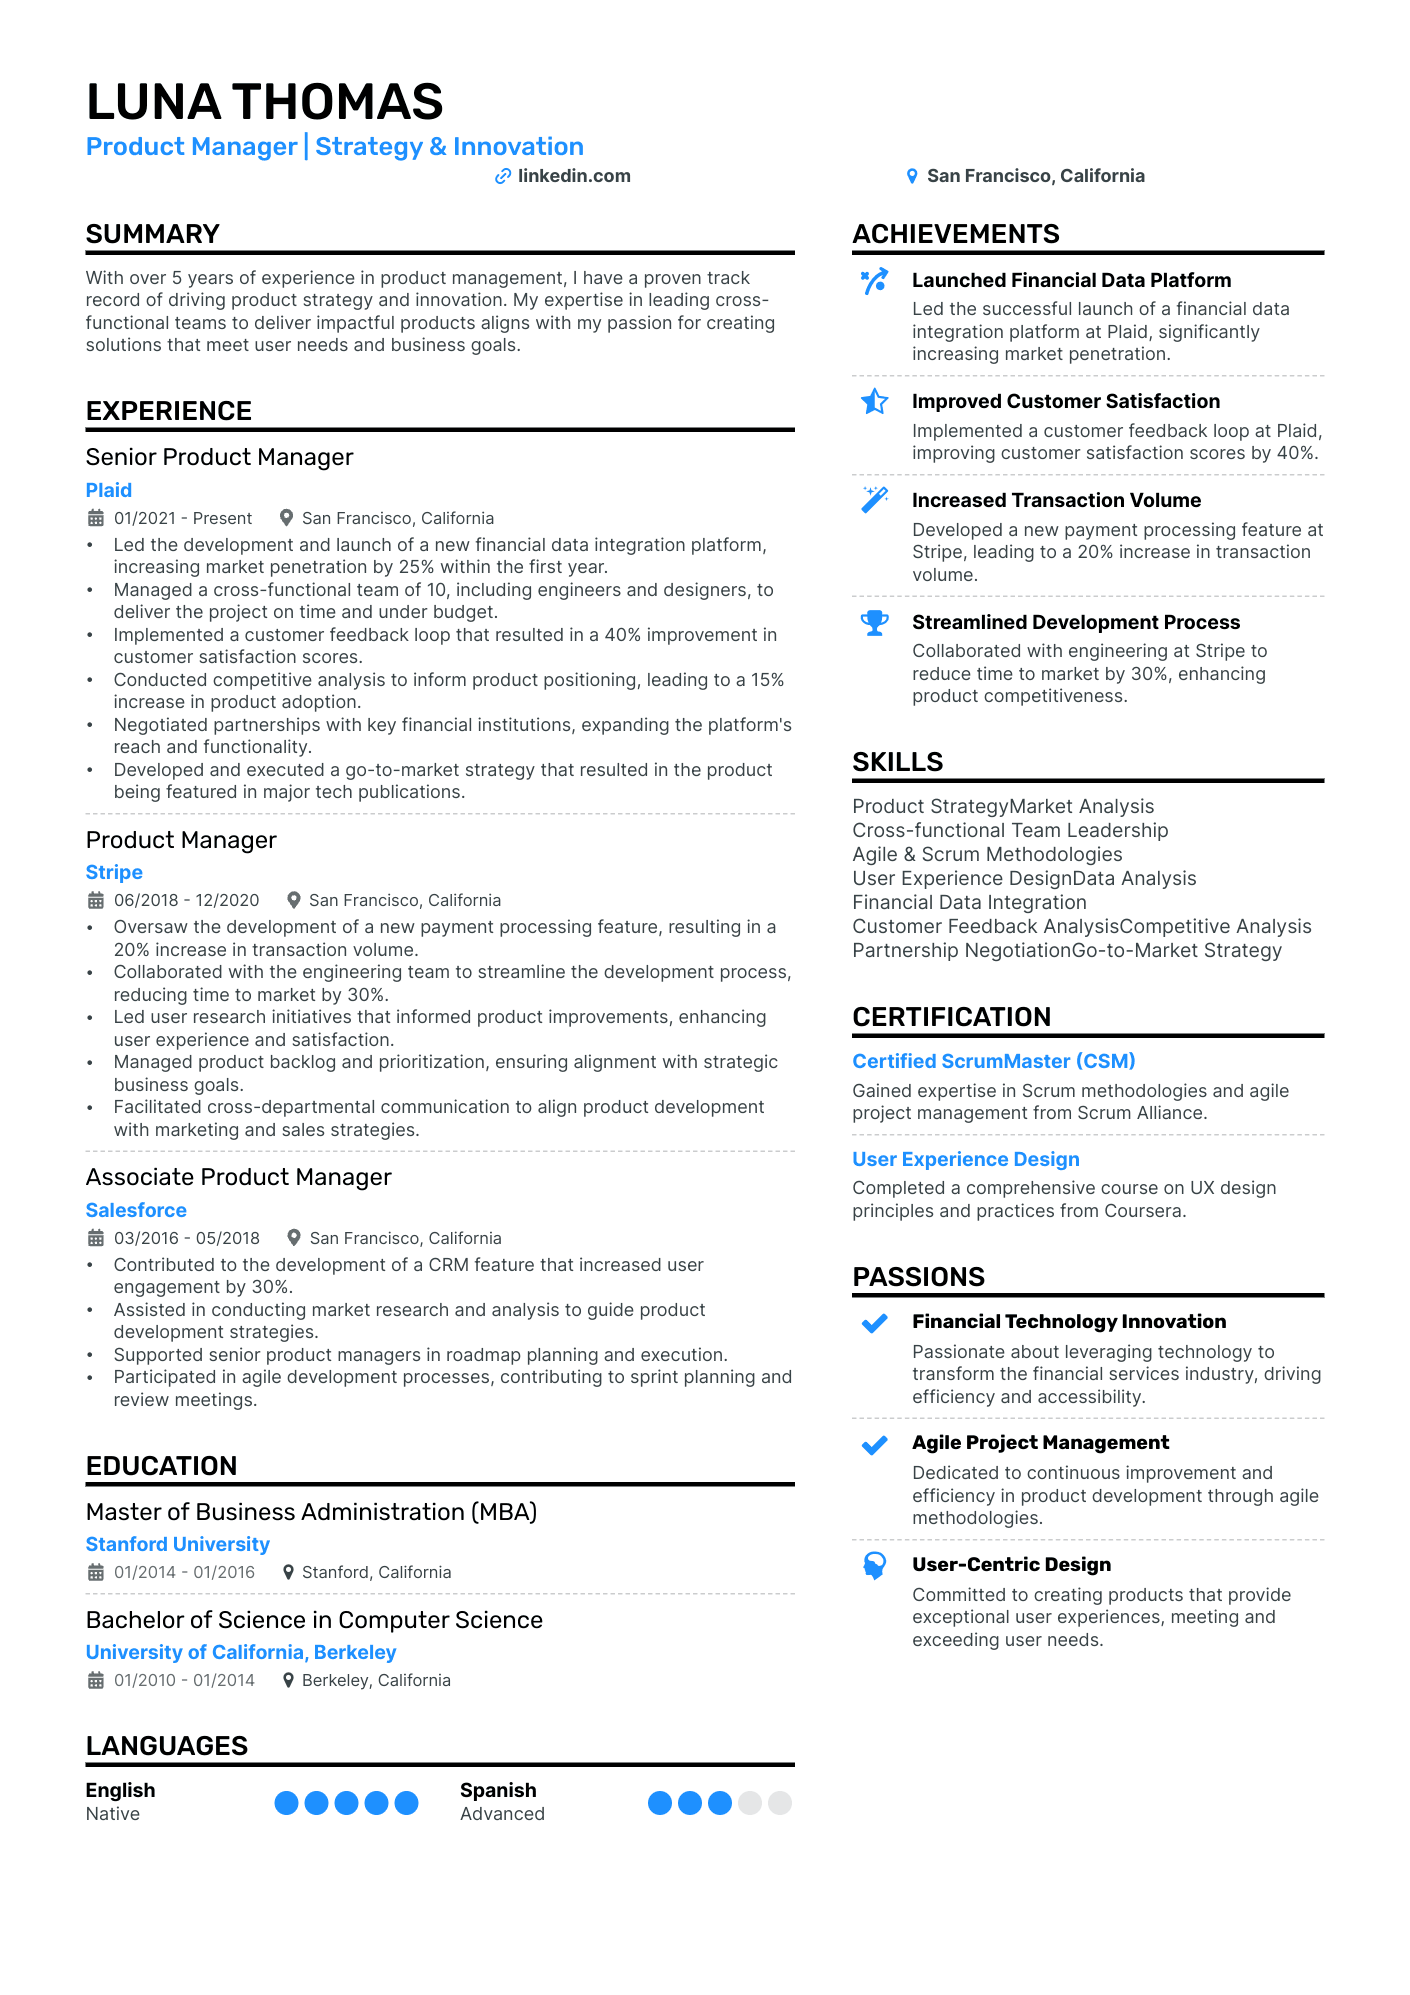 LUNA THOMAS
Product Manager | Strategy & Innovation
linkedin.com
San Francisco, California
SUMMARY
With over 5 years of experience in product management, I have a proven track
record of driving product strategy and innovation. My expertise in leading cross-
functional teams to deliver impactful products aligns with my passion for creating
solutions that meet user needs and business goals.
EXPERIENCE
Senior Product Manager
Plaid
01/2021 - Present San Francisco, California
• Led the development and launch of a new financial data integration platform,
increasing market penetration by 25% within the first year.
• Managed a cross-functional team of 10, including engineers and designers, to
deliver the project on time and under budget.
• Implemented a customer feedback loop that resulted in a 40% improvement in
customer satisfaction scores.
• Conducted competitive analysis to inform product positioning, leading to a 15%
increase in product adoption.
• Negotiated partnerships with key financial institutions, expanding the platform's
reach and functionality.
• Developed and executed a go-to-market strategy that resulted in the product
being featured in major tech publications.
Product Manager
Stripe
06/2018 - 12/2020 San Francisco, California
• Oversaw the development of a new payment processing feature, resulting in a
20% increase in transaction volume.
• Collaborated with the engineering team to streamline the development process,
reducing time to market by 30%.
• Led user research initiatives that informed product improvements, enhancing
user experience and satisfaction.
• Managed product backlog and prioritization, ensuring alignment with strategic
business goals.
• Facilitated cross-departmental communication to align product development
with marketing and sales strategies.
Associate Product Manager
Salesforce
03/2016 - 05/2018 San Francisco, California
• Contributed to the development of a CRM feature that increased user
engagement by 30%.
• Assisted in conducting market research and analysis to guide product
development strategies.
• Supported senior product managers in roadmap planning and execution.
• Participated in agile development processes, contributing to sprint planning and
review meetings.
EDUCATION
Master of Business Administration (MBA)
Stanford University
01/2014 - 01/2016 Stanford, California
Bachelor of Science in Computer Science
University of California, Berkeley
01/2010 - 01/2014 Berkeley, California
LANGUAGES
English
Native
Spanish
Advanced
ACHIEVEMENTS
Launched Financial Data Platform
Led the successful launch of a financial data
integration platform at Plaid, significantly
increasing market penetration.
Improved Customer Satisfaction
Implemented a customer feedback loop at Plaid,
improving customer satisfaction scores by 40%.
Increased Transaction Volume
Developed a new payment processing feature at
Stripe, leading to a 20% increase in transaction
volume.
Streamlined Development Process
Collaborated with engineering at Stripe to
reduce time to market by 30%, enhancing
product competitiveness.
SKILLS
Product StrategyMarket Analysis
Cross-functional Team Leadership
Agile & Scrum Methodologies
User Experience DesignData Analysis
Financial Data Integration
Customer Feedback AnalysisCompetitive Analysis
Partnership NegotiationGo-to-Market Strategy
CERTIFICATION
Certified ScrumMaster (CSM)
Gained expertise in Scrum methodologies and agile
project management from Scrum Alliance.
User Experience Design
Completed a comprehensive course on UX design
principles and practices from Coursera.
PASSIONS
Financial Technology Innovation
Passionate about leveraging technology to
transform the financial services industry, driving
efficiency and accessibility.
Agile Project Management
Dedicated to continuous improvement and
efficiency in product development through agile
methodologies.
User-Centric Design
Committed to creating products that provide
exceptional user experiences, meeting and
exceeding user needs.